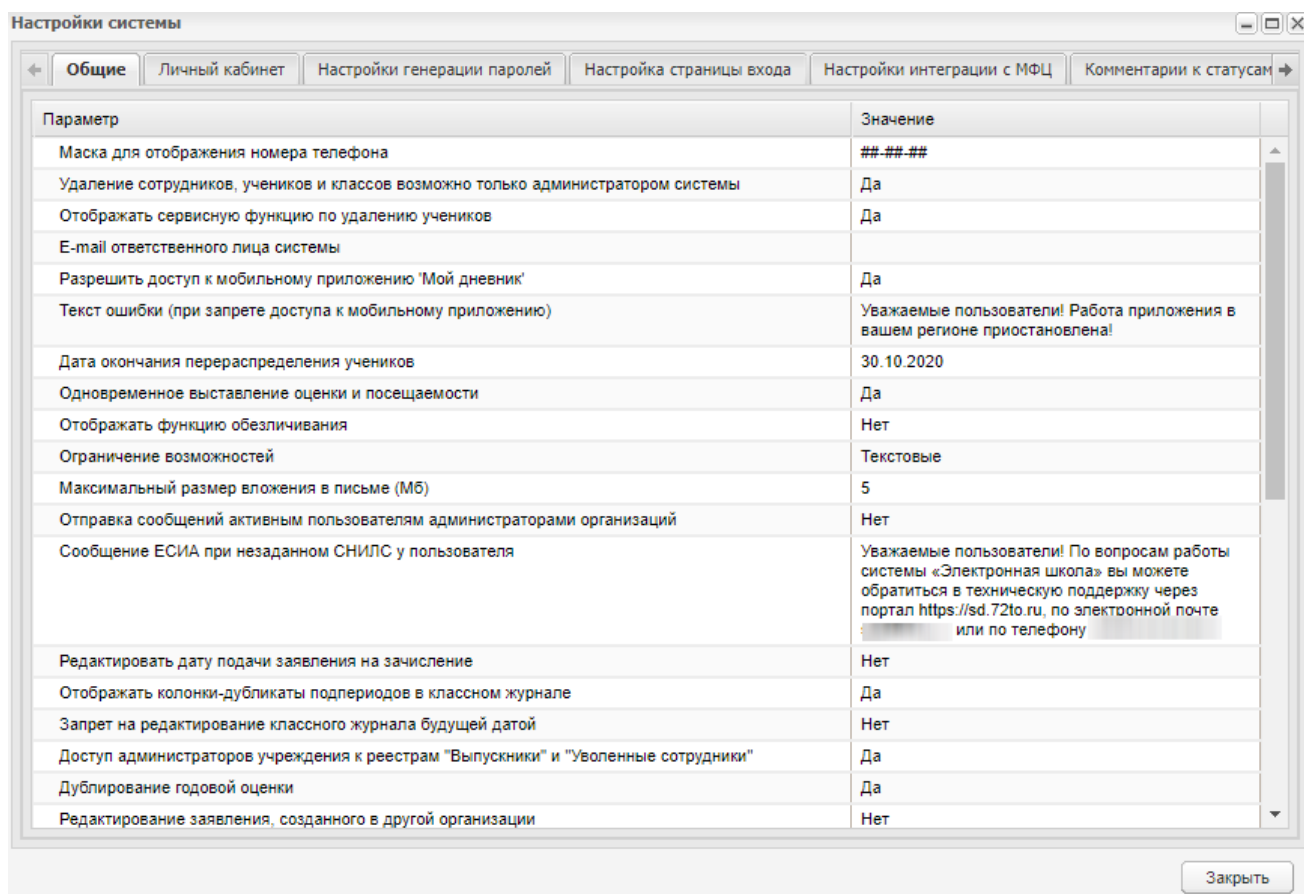 Настройки системы
Общие Личный кабинет Настройки генерации паролей Настройка страницы входа Настройки интеграции с МФЦ Комментарии к статусам
Параметр Значение
Маска для отображения номера телефона ##-##-##
Удаление сотрудников, учеников и классов возможно только администратором системы Да
Отображать сервисную функцию по удалению учеников Да
E-mail ответственного лица системы
Разрешить доступ к мобильному приложению 'Мой дневник' Да
Текст ошибки (при запрете доступа к мобильному приложению) Уважаемые пользователи! Работа приложения в
вашем регионе приостановлена!
Дата окончания перераспределения учеников 30.10.2020
Одновременное выставление оценки и посещаемости Да
Отображать функцию обезличивания Нет
Ограничение возможностей Текстовые
Максимальный размер вложения в письме (Мб) 5
Отправка сообщений активным пользователям администраторами организаций Нет
Сообщение ЕСИА при незаданном СНИЛС у пользователя Уважаемые пользователи! По вопросам работы
системы «Электронная школа» вы можете
обратиться в техническую поддержку через
портал https://sd.72to.ru, по электронной почте
или по телефону
Редактировать дату подачи заявления на зачисление Нет
Отображать колонки-дубликаты подпериодов в классном журнале Да
Запрет на редактирование классного журнала будущей датой Нет
Доступ администраторов учреждения к реестрам "Выпускники" и "Уволенные сотрудники" Да
Дублирование годовой оценки Да
Редактирование заявления, созданного в другой организации Нет
Закрыть